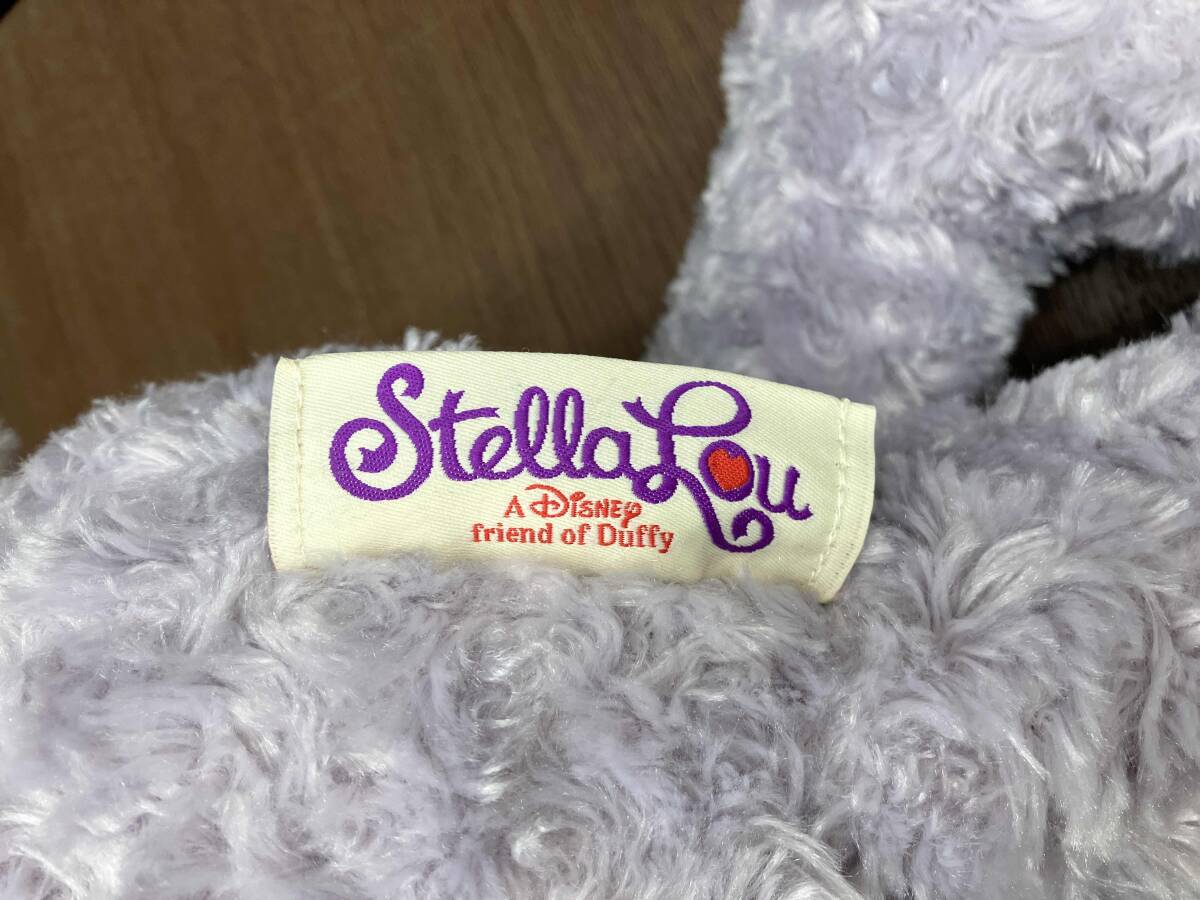 StellaLou
A Disney
friend of Duffy